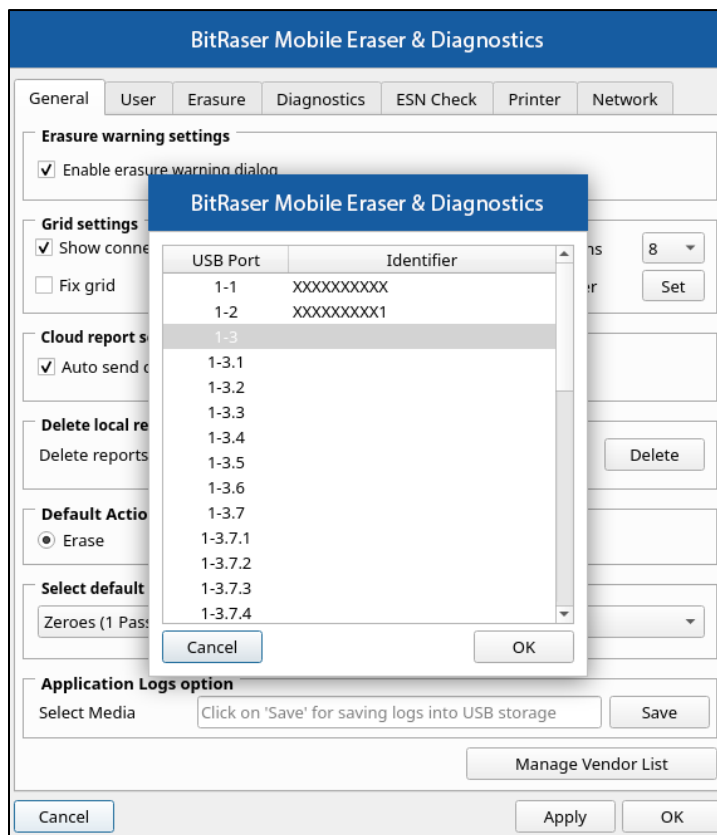 BitRaser Mobile Eraser & Diagnostics
General User Erasure Diagnostics ESN Check Printer Network
Erasure warning settings
Enable erasure warning dialog
BitRaser Mobile Eraser & Diagnostics
Grid settings
Show conne
8
Fix grid
Set
USB Port Identifier
1-1 XXXXXXXXXX
1-2 XXXXXXXXX1
1-3
1-3.1
1-3.2
1-3.3
1-3.4
1-3.5
1-3.6
1-3.7
1-3.7.1
1-3.7.2
1-3.7.3
1-3.7.4
Cancel OK
Cloud report s
Auto send
Delete local re
Delete reports
Delete
Default Actio
Erase
Select default
Zeroes (1 Pass
Application Logs option
Select Media Click on 'Save' for saving logs into USB storage Save
Manage Vendor List
Cancel Apply OK